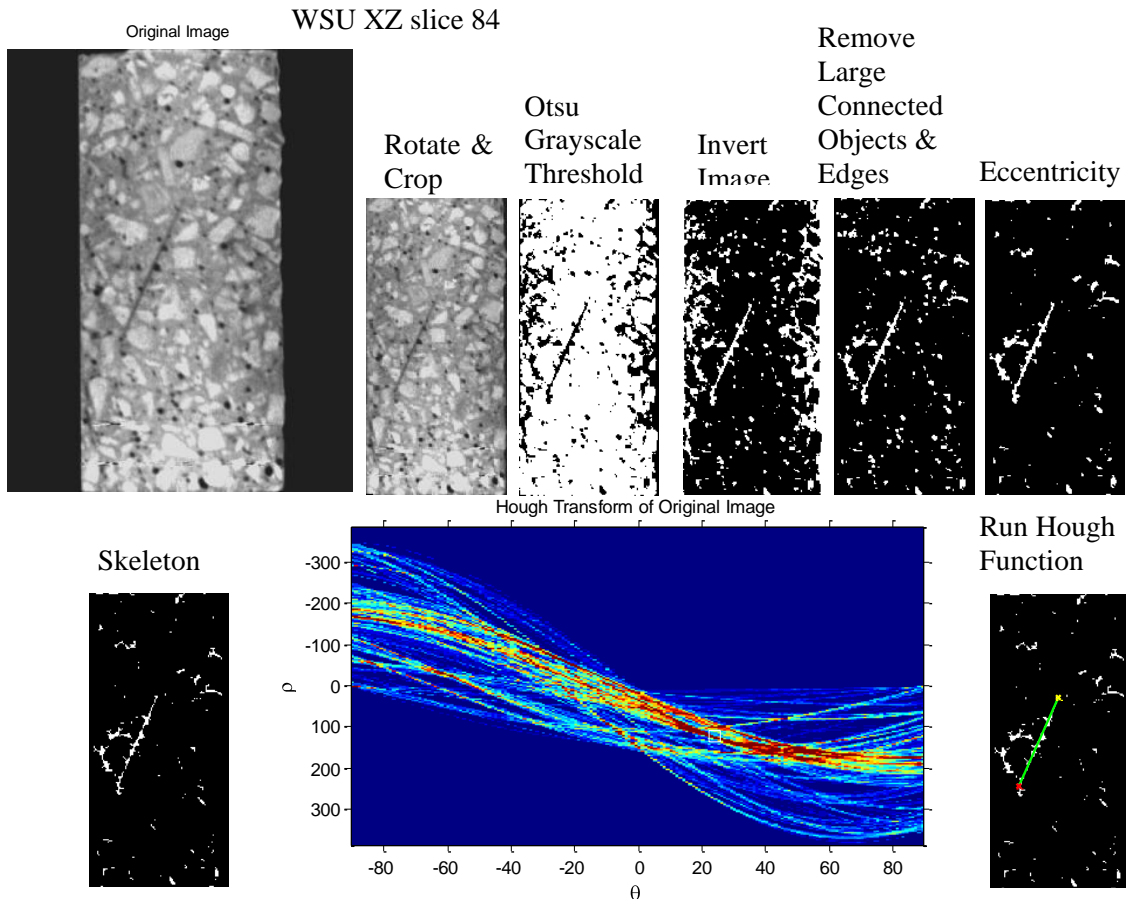 WSU XZ slice 84
Original Image
Rotate &
Crop
Otsu
Grayscale
Threshold
Invert
Image
Remove
Large
Connected
Objects &
Edges
Eccentricity
Skeleton
Hough Transform of Original Image
-300
-200
-100
0
100
200
300
ρ
-80 -60 -40 -20 0 20 40 60 80
θ
Run Hough
Function